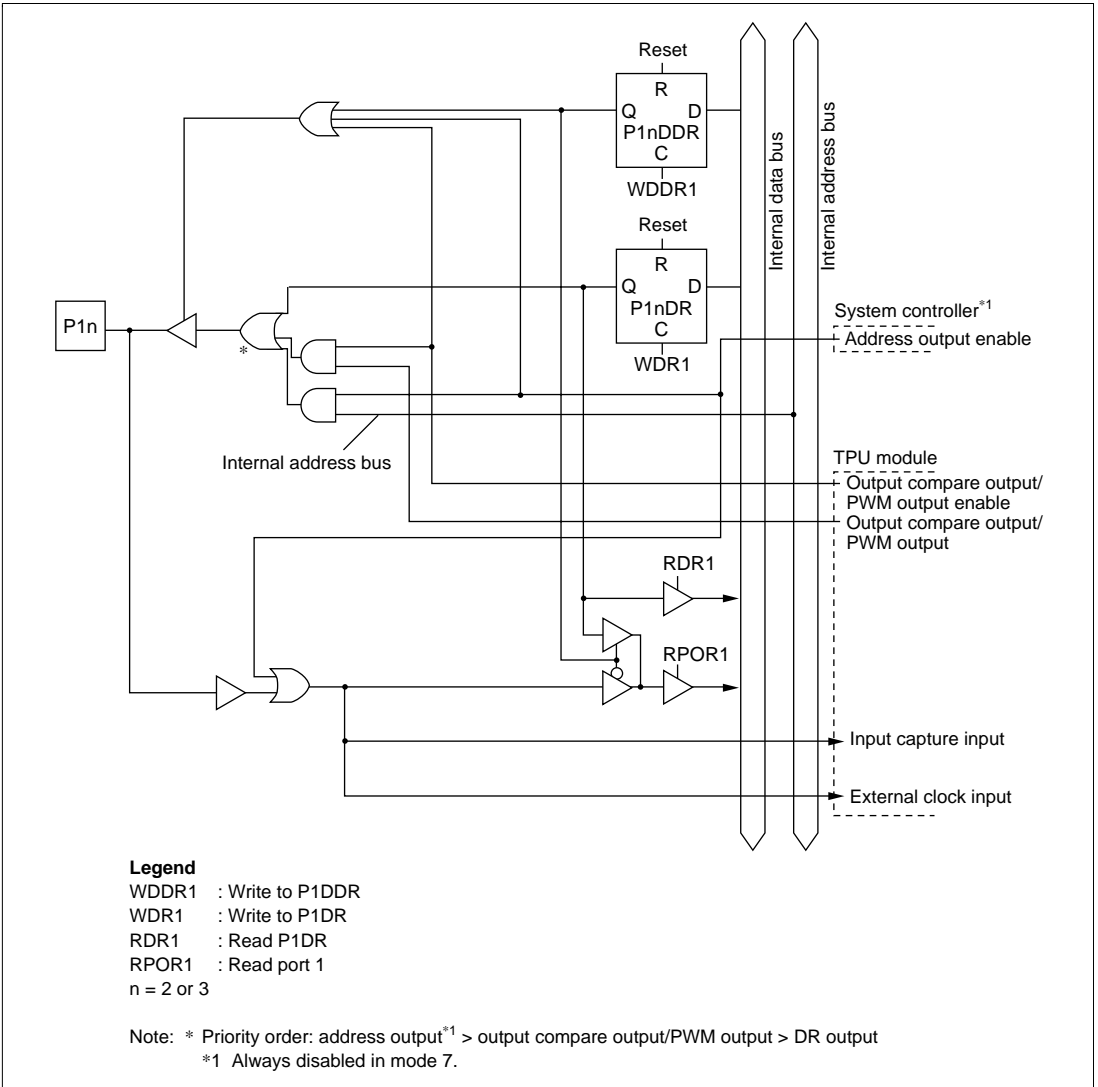 Reset
R
Q D
P1nDDR
C
WDDR1
Reset
R
Q D
P1nDR
C
WDR1
Internal data bus
Internal address bus
P1n
*
System controller*1
Address output enable
Internal address bus
TPU module
Output compare output/
PWM output enable
Output compare output/
PWM output
RDR1
RPOR1
Input capture input
External clock input
Legend
WDDR1 : Write to P1DDR
WDR1 : Write to P1DR
RDR1 : Read P1DR
RPOR1 : Read port 1
n = 2 or 3
Note: * Priority order: address output*1 > output compare output/PWM output > DR output
*1 Always disabled in mode 7.